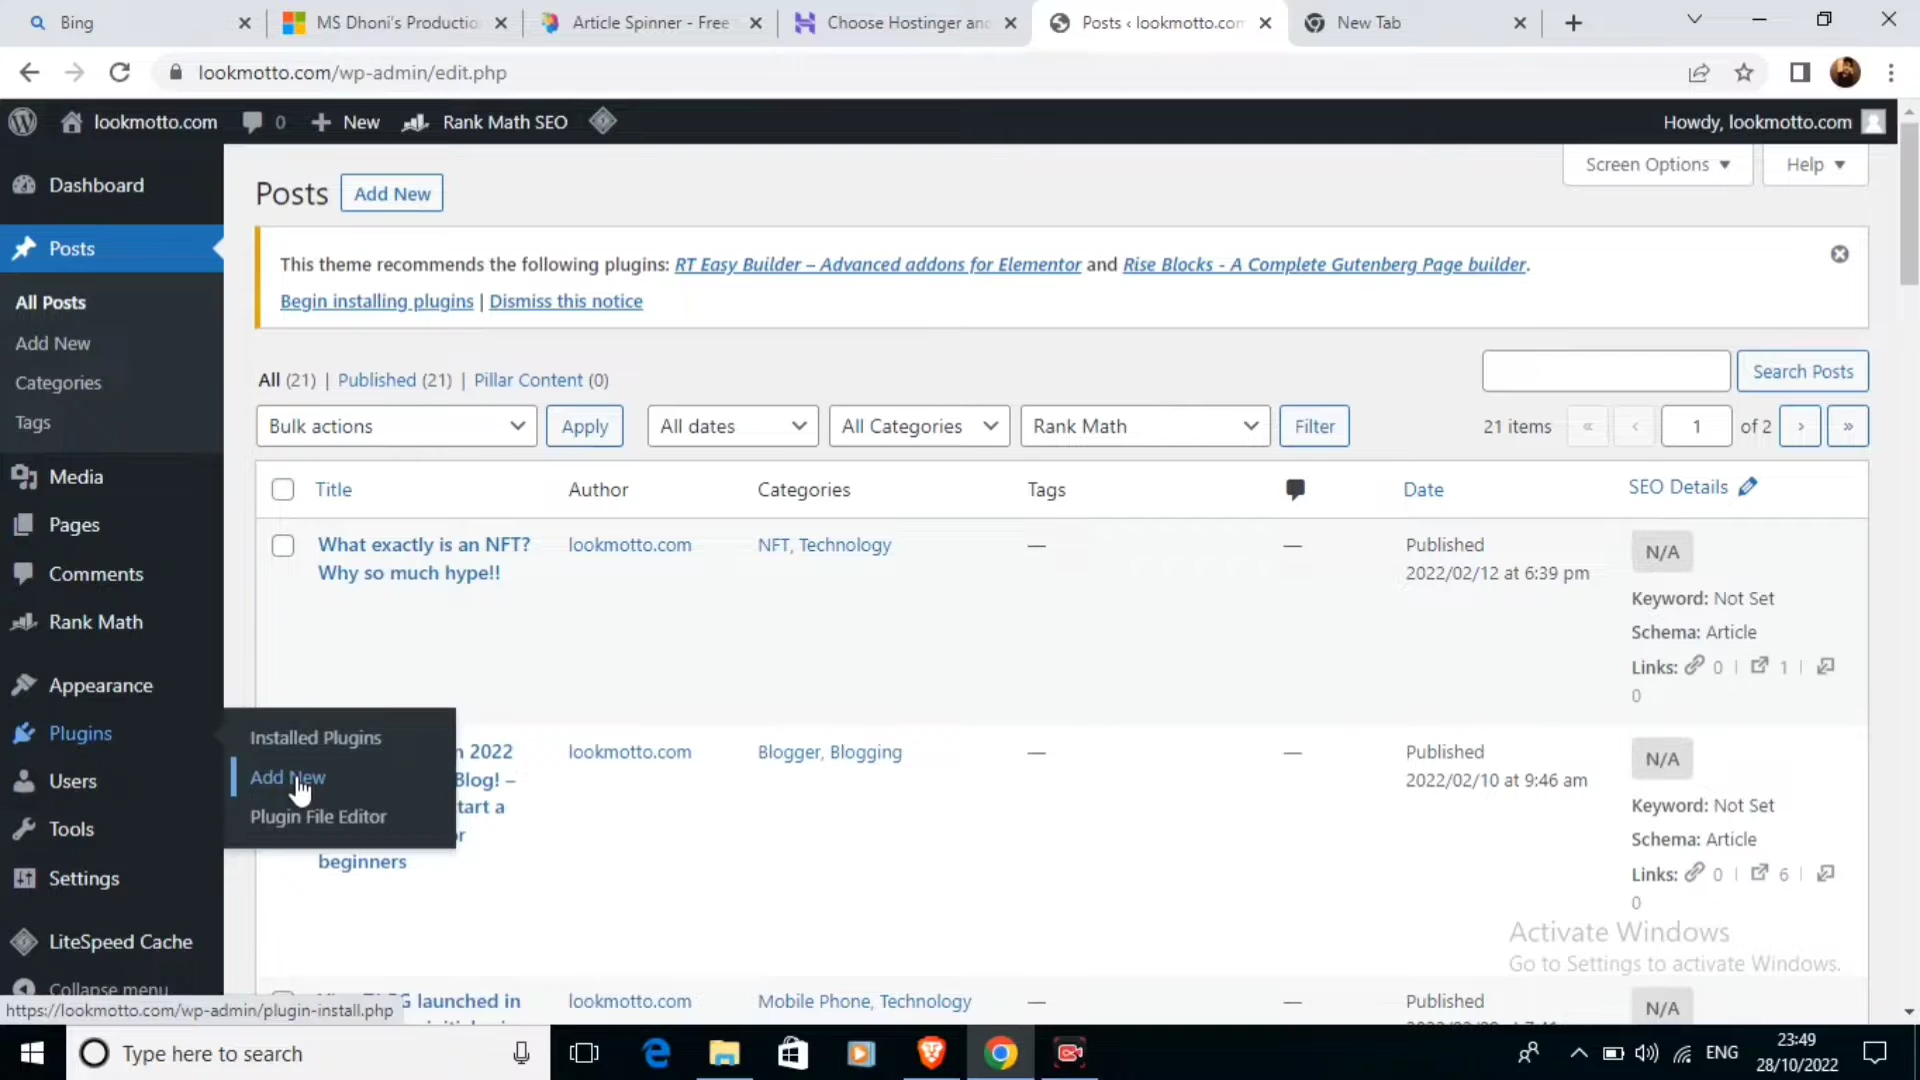 Bing
MS Dhoni's Productio
Article Spinner - Free
Choose Hostinger and
Posts ‹ lookmotto.com
New Tab
lookmotto.com/wp-admin/edit.php
lookmotto.com 0 New Rank Math SEO Howdy, lookmotto.com
Screen Options Help
Dashboard
Posts
All Posts
Add New
Categories
Tags
Media
Pages
Comments
Rank Math
Appearance
Plugins
Users
Tools
Settings
LiteSpeed Cache
Collapse menu
Installed Plugins
Add New
Plugin File Editor
Posts Add New
This theme recommends the following plugins: RT Easy Builder – Advanced addons for Elementor and Rise Blocks - A Complete Gutenberg Page builder.
Begin installing plugins | Dismiss this notice
All (21) | Published (21) | Pillar Content (0)
Search Posts
Bulk actions Apply All dates All Categories Rank Math Filter 21 items « ‹ 1 of 2 › »
Title Author Categories Tags Date SEO Details
What exactly is an NFT? lookmotto.com NFT, Technology — — Published N/A
Why so much hype!! 2022/02/12 at 6:39 pm
Keyword: Not Set
Schema: Article
Links: 0 | 1 |
0
2022 lookmotto.com Blogger, Blogging — — Published N/A
Blog! – 2022/02/10 at 9:46 am
tart a
Keyword: Not Set
or
Schema: Article
beginners
Links: 0 | 6 |
0
launched in lookmotto.com Mobile Phone, Technology — — Published N/A
Activate Windows
Go to Settings to activate Windows.
https://lookmotto.com/wp-admin/plugin-install.php
Type here to search
ENG
23:49
28/10/2022